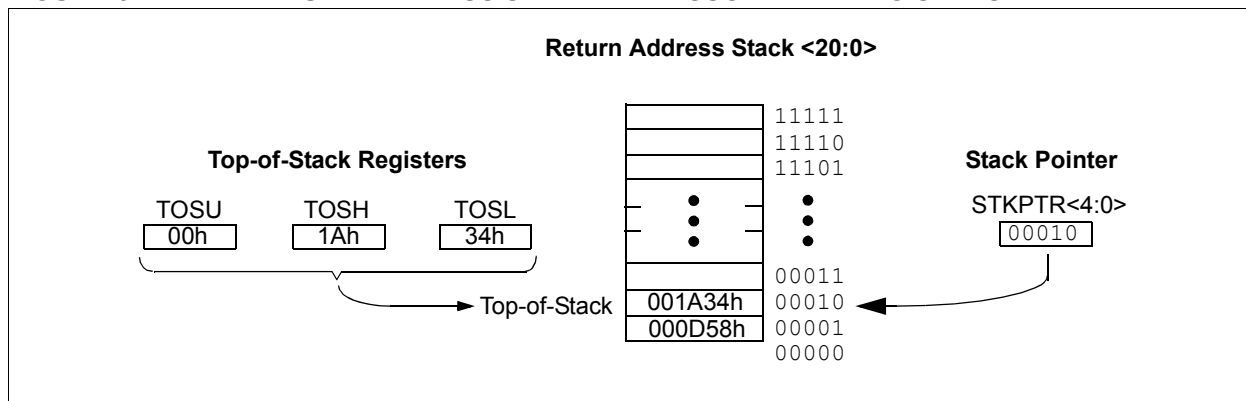 Return Address Stack <20:0>
11111
11110
11101
Top-of-Stack Registers
Stack Pointer
TOSU TOSH TOSL
STKPTR<4:0>
00h 1Ah 34h
00010
00011
Top-of-Stack 001A34h 00010
000D58h 00001
00000